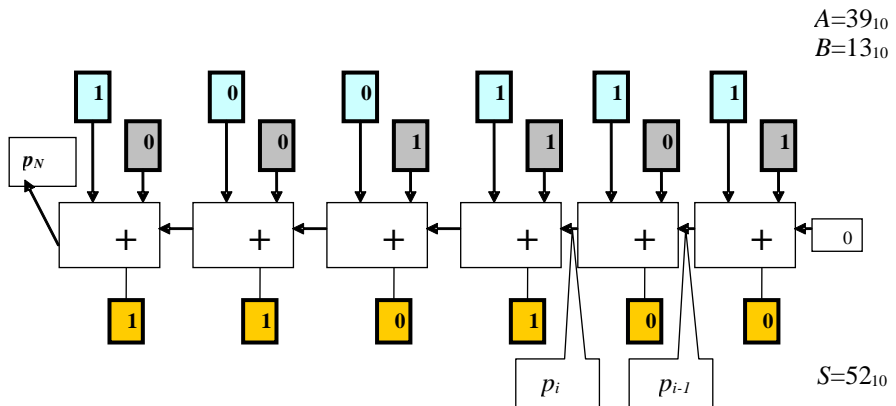 A=39₁₀
B=13₁₀
1 0 0 1 1 1
0 0 1 1 0 1
p_N
+ + + + + +
0
1 1 0 1 0 0
p_i p_{i-1}
S=52₁₀